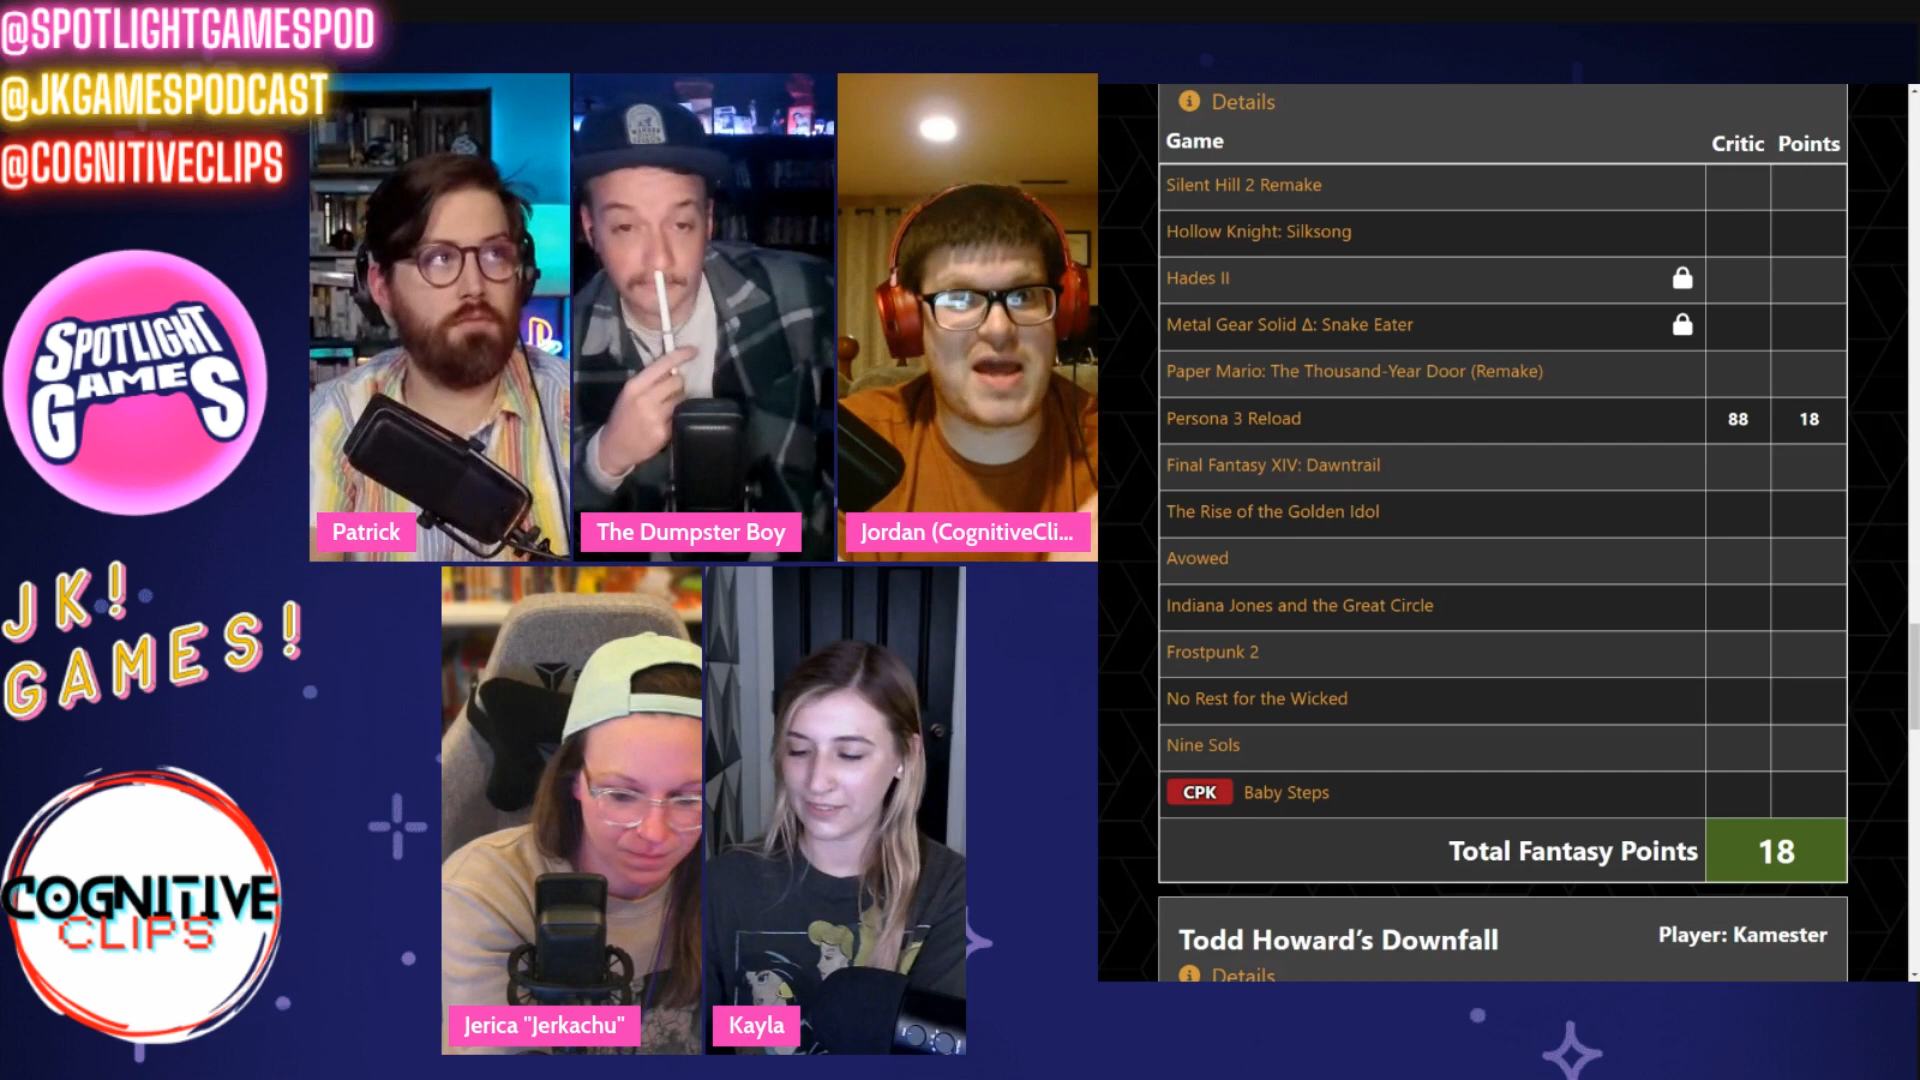 @SPOTLIGHTGAMESPOD
@JKGAMESPODCAST
@COGNITIVECLIPS
SPOTLIGHT
GAMES
JK!
GAMES!
COGNITIVE
CLIPS
Patrick
The Dumpster Boy
Jordan (CognitiveCli...
Jerica "Jerkachu"
Kayla
Details
Game Critic Points
Silent Hill 2 Remake
Hollow Knight: Silksong
Hades II
Metal Gear Solid Δ: Snake Eater
Paper Mario: The Thousand-Year Door (Remake)
Persona 3 Reload 88 18
Final Fantasy XIV: Dawntrail
The Rise of the Golden Idol
Avowed
Indiana Jones and the Great Circle
Frostpunk 2
No Rest for the Wicked
Nine Sols
CPK Baby Steps
Total Fantasy Points 18
Todd Howard's Downfall Player: Kamester
Details